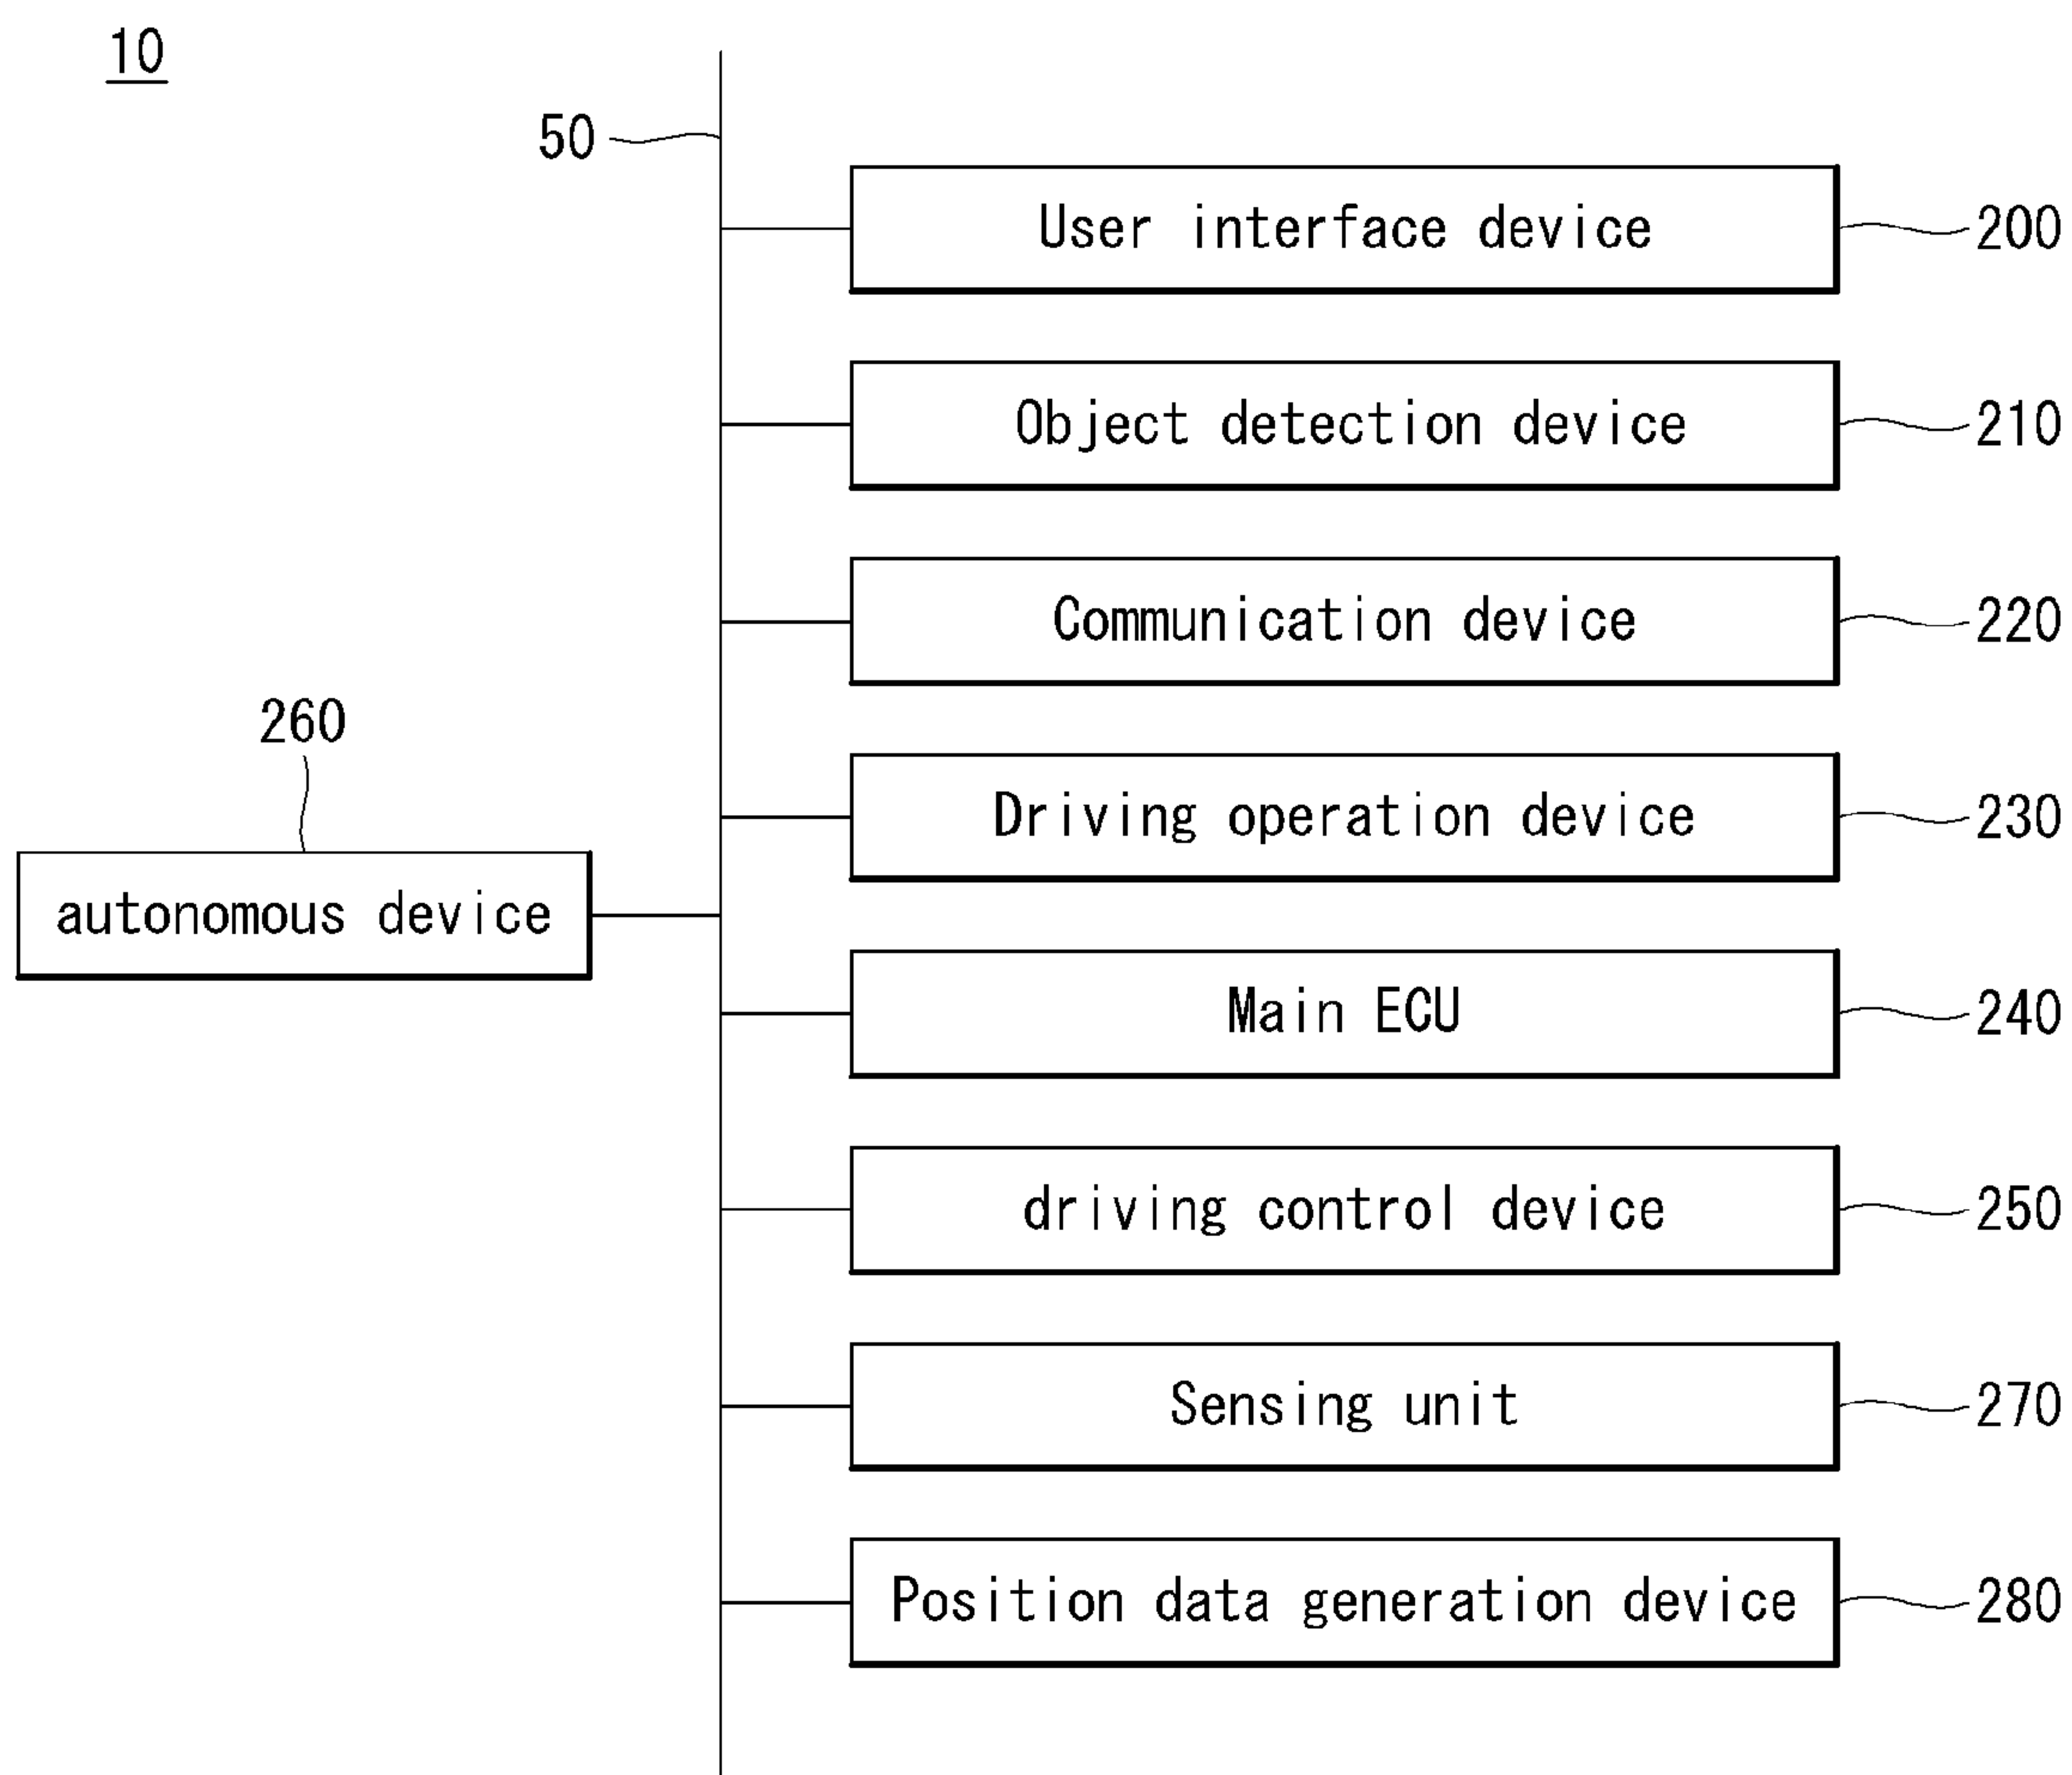 10
50
User interface device 200
Object detection device 210
Communication device 220
260
Driving operation device 230
autonomous device
Main ECU 240
driving control device 250
Sensing unit 270
Position data generation device 280